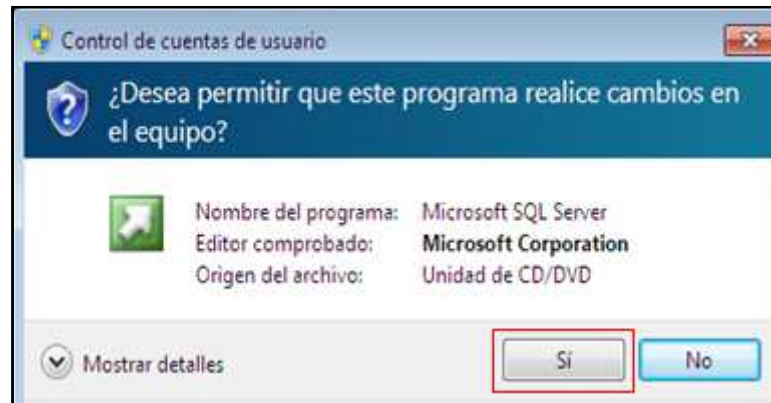 Control de cuentas de usuario
¿Desea permitir que este programa realice cambios en
el equipo?
Nombre del programa: Microsoft SQL Server
Editor comprobado: Microsoft Corporation
Origen del archivo: Unidad de CD/DVD
Mostrar detalles Sí No